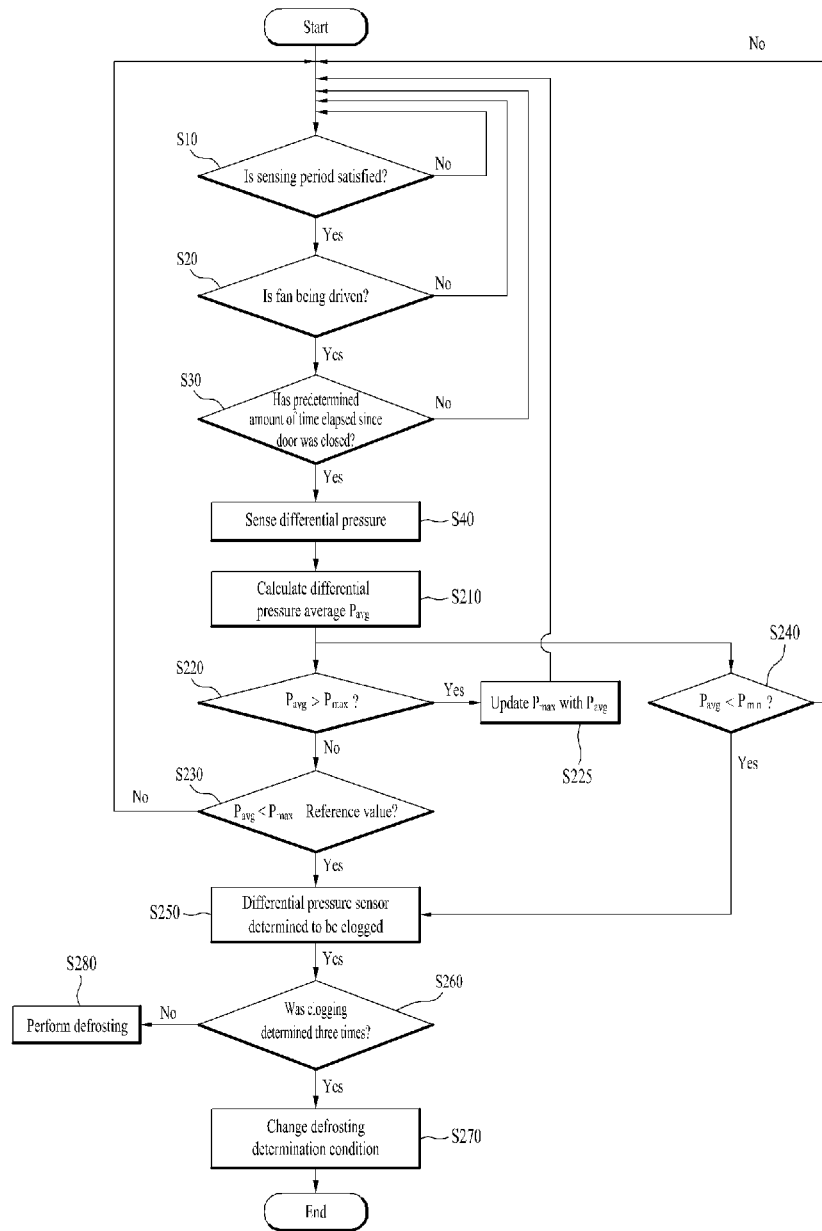 Start
No
S10
Is sensing period satisfied?
No
Yes
S20
Is fan being driven?
No
Yes
S30
Has predetermined
amount of time elapsed since
door was closed?
No
Yes
Sense differential pressure
S40
Calculate differential
pressure average Pavg
S210
S220
Pavg > Pmax ?
Yes
Update Pmax with Pavg
S225
S240
Pavg < Pmin ?
Yes
No
S230
No
Pavg < Pmax Reference value?
Yes
S250
Differential pressure sensor
determined to be clogged
Yes
S280
Perform defrosting
No
S260
Was clogging
determined three times?
Yes
Change defrosting
determination condition
S270
End